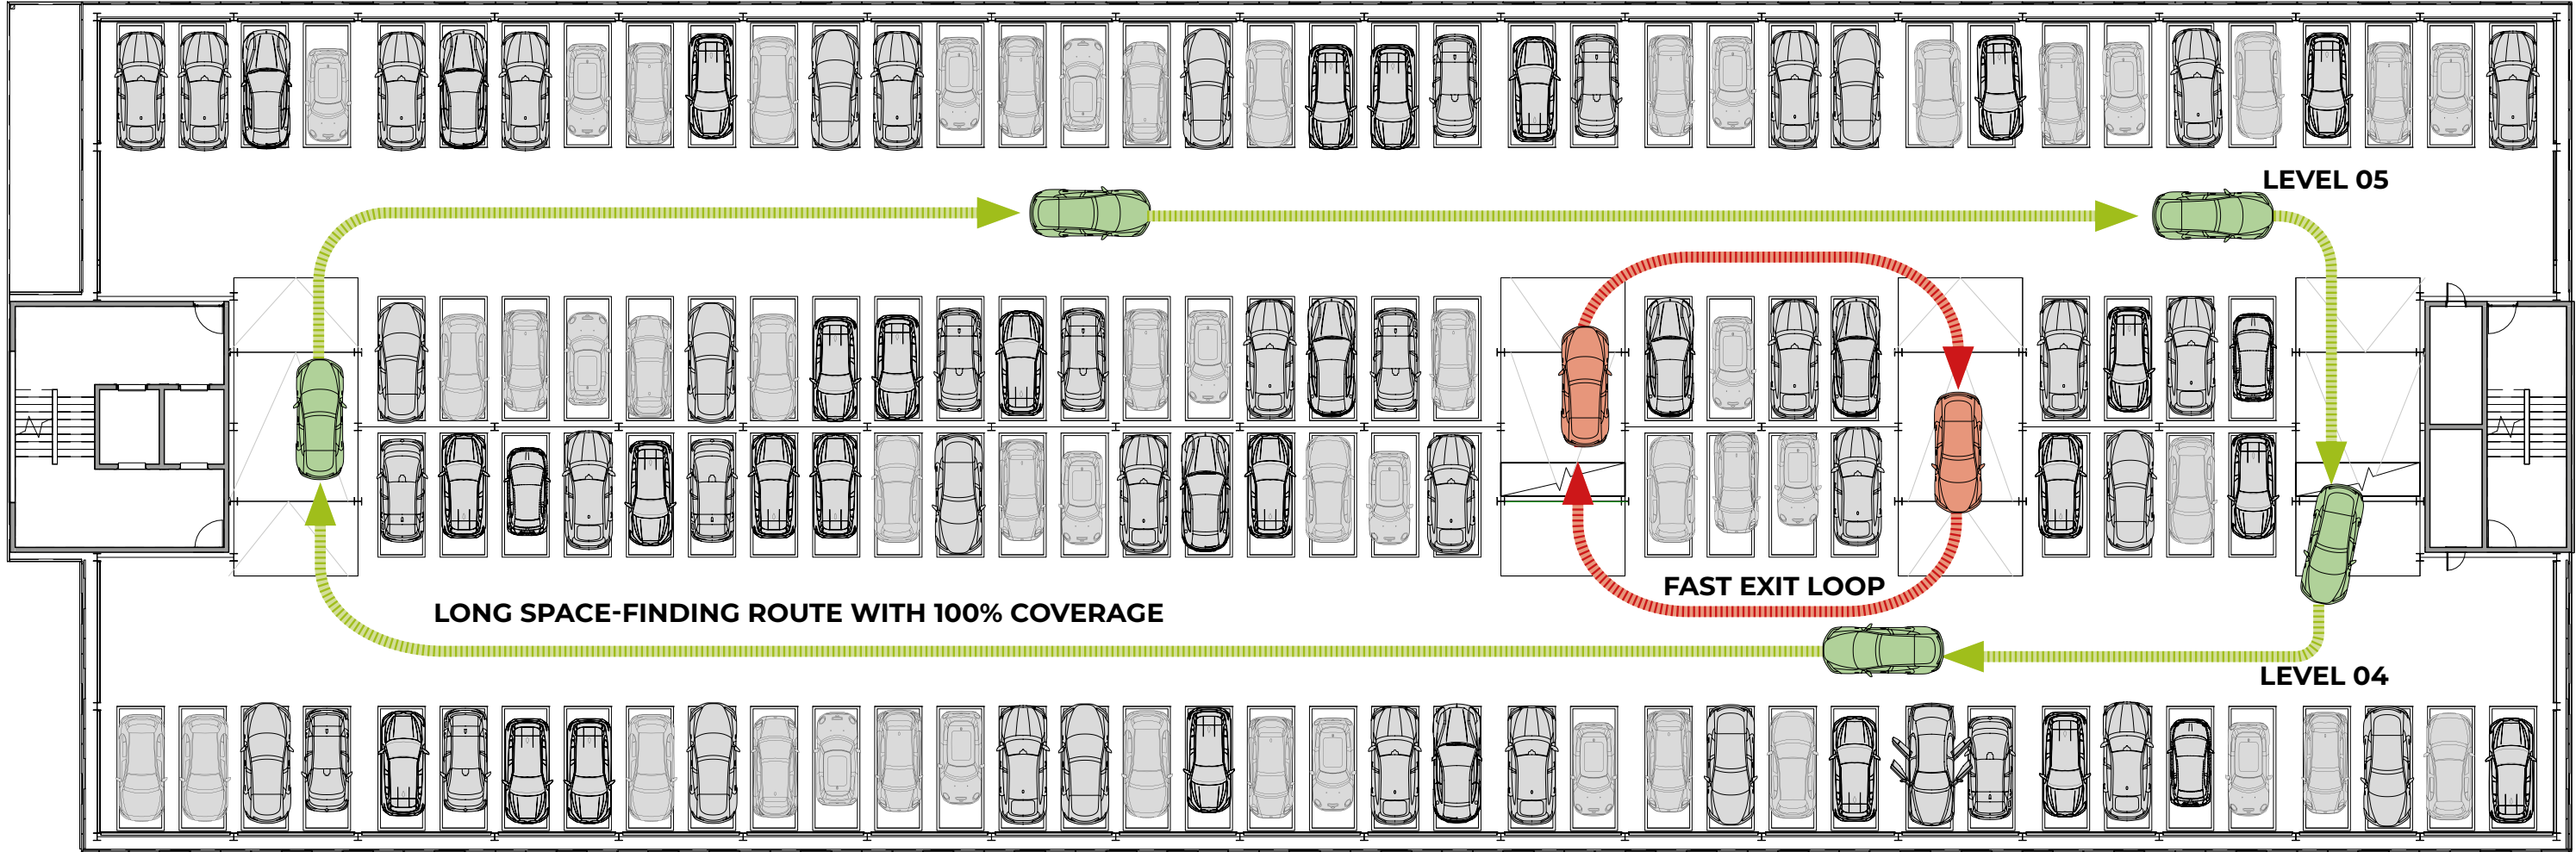 LEVEL 05
FAST EXIT LOOP
LONG SPACE-FINDING ROUTE WITH 100% COVERAGE
LEVEL 04